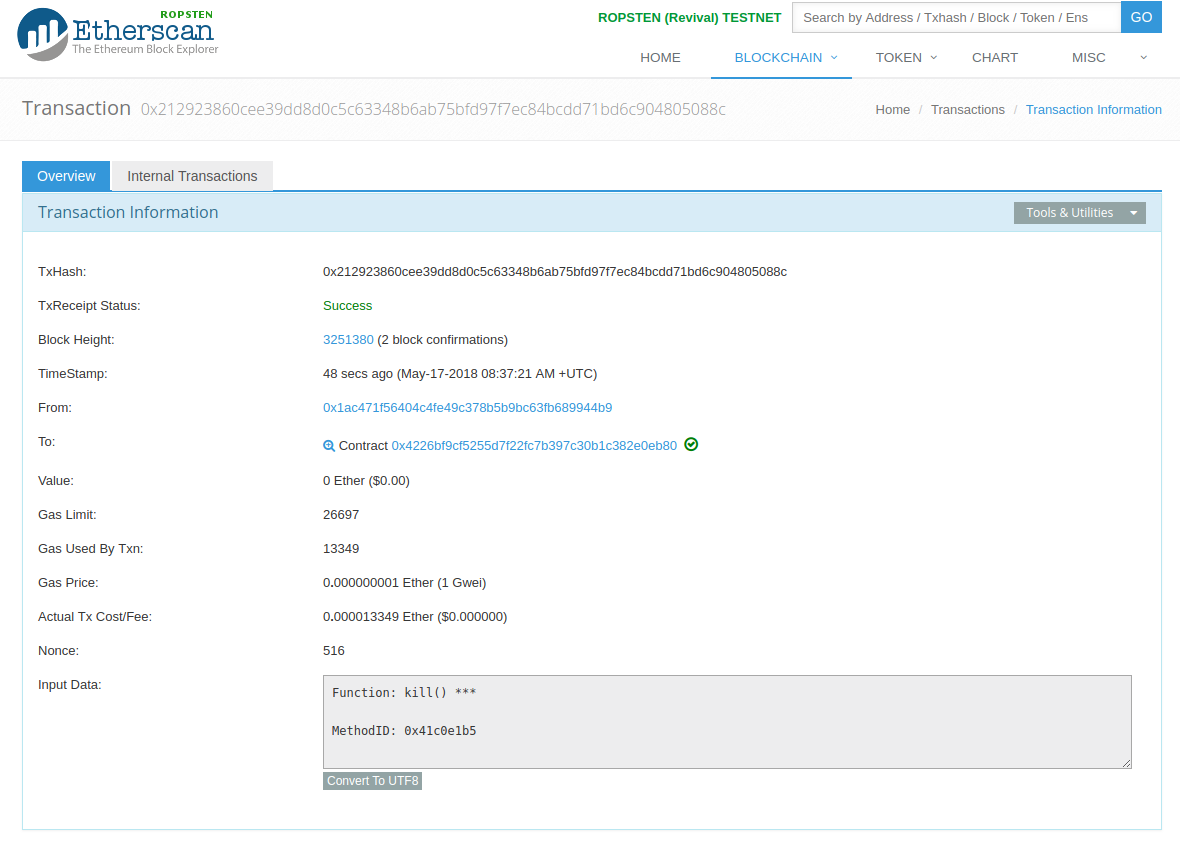 ROPSTEN
Etherscan
The Ethereum Block Explorer
ROPSTEN (Revival) TESTNET
Search by Address / Txhash / Block / Token / Ens
GO
HOME
BLOCKCHAIN
TOKEN
CHART
MISC
Transaction 0x212923860cee39dd8d0c5c63348b6ab75bfd97f7ec84bcdd71bd6c904805088c
Home / Transactions / Transaction Information
Overview
Internal Transactions
Transaction Information
Tools & Utilities
TxHash: 0x212923860cee39dd8d0c5c63348b6ab75bfd97f7ec84bcdd71bd6c904805088c
TxReceipt Status: Success
Block Height: 3251380 (2 block confirmations)
TimeStamp: 48 secs ago (May-17-2018 08:37:21 AM +UTC)
From: 0x1ac471f56404c4fe49c378b5b9bc63fb689944b9
To: Contract 0x4226bf9cf5255d7f22fc7b397c30b1c382e0eb80
Value: 0 Ether ($0.00)
Gas Limit: 26697
Gas Used By Txn: 13349
Gas Price: 0.000000001 Ether (1 Gwei)
Actual Tx Cost/Fee: 0.000013349 Ether ($0.000000)
Nonce: 516
Input Data: Function: kill() ***
MethodID: 0x41c0e1b5
Convert To UTF8